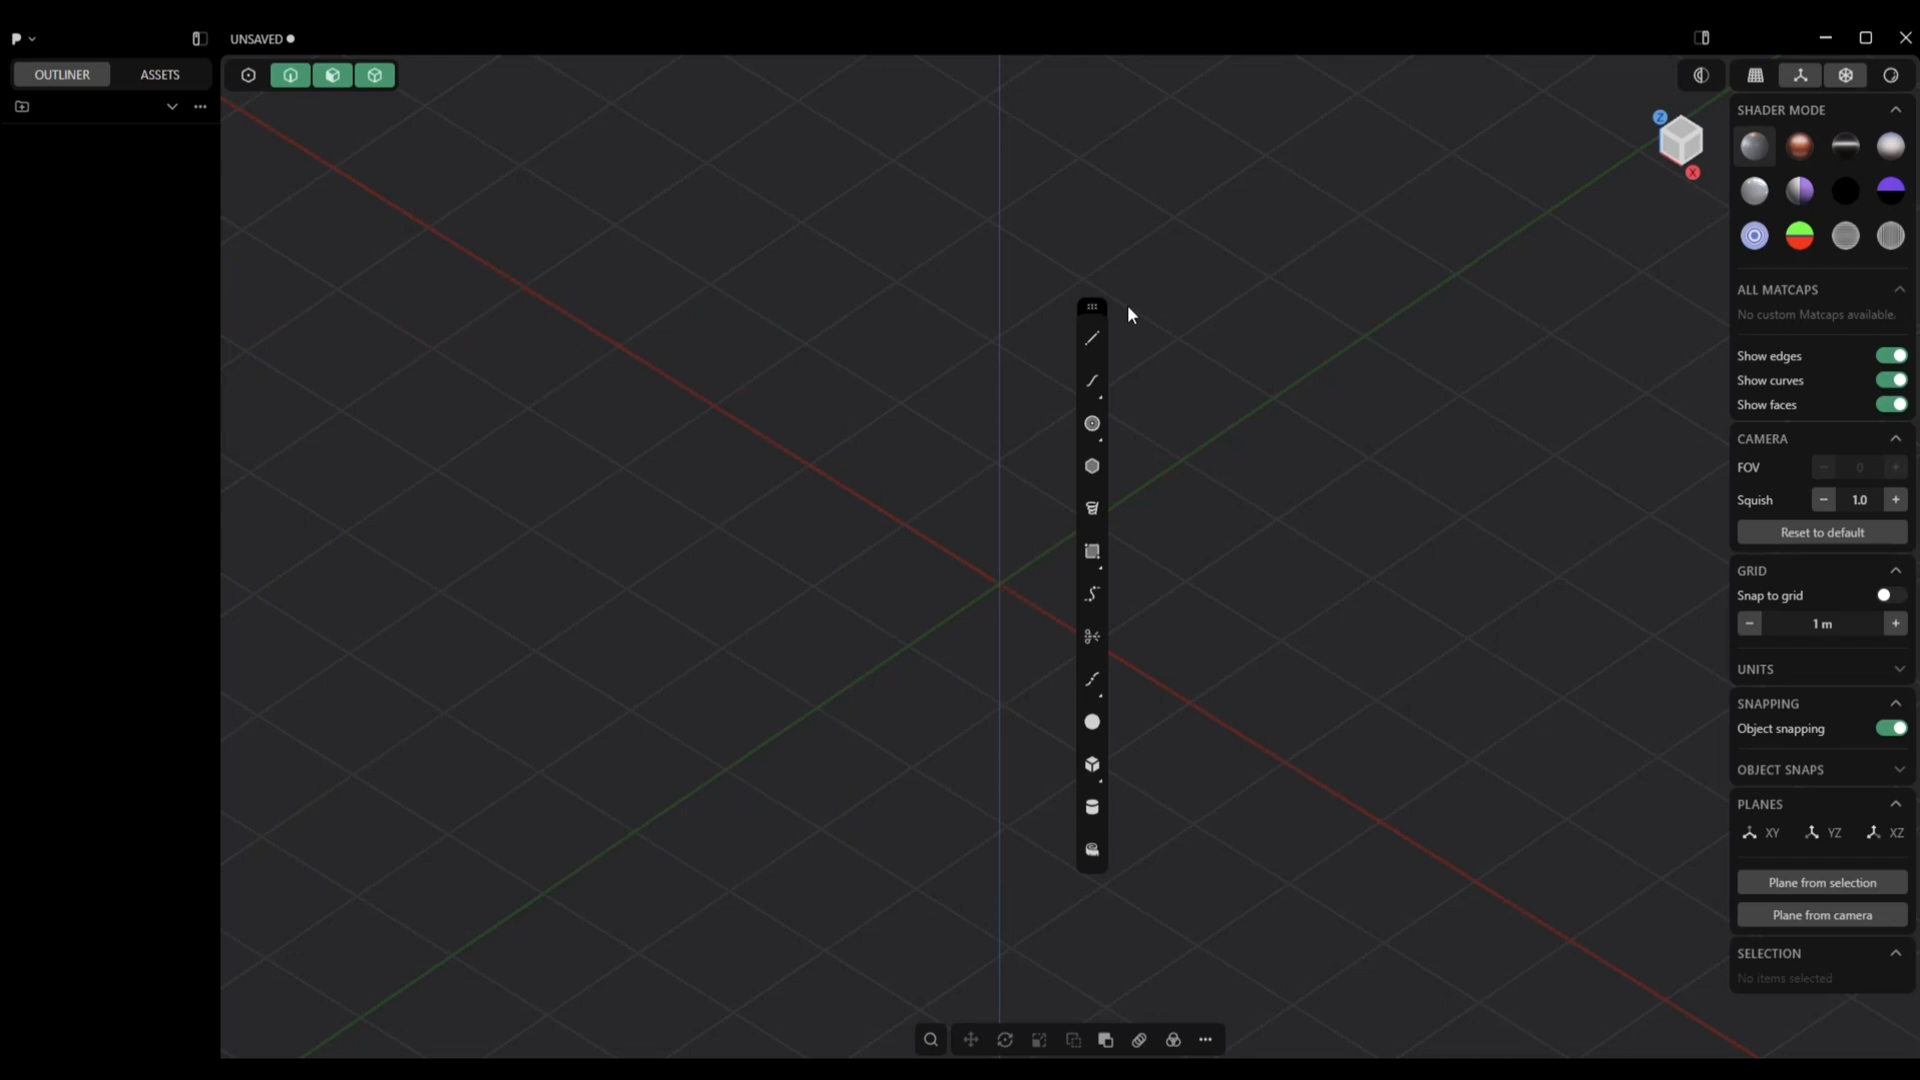 UNSAVED
OUTLINER
ASSETS
Z
X
SHADER MODE
ALL MATCAPS
No custom Matcaps available.
Show edges
Show curves
Show faces
CAMERA
FOV
0
Squish
1.0
Reset to default
GRID
Snap to grid
1 m
UNITS
SNAPPING
Object snapping
OBJECT SNAPS
PLANES
XY
YZ
XZ
Plane from selection
Plane from camera
SELECTION
No items selected